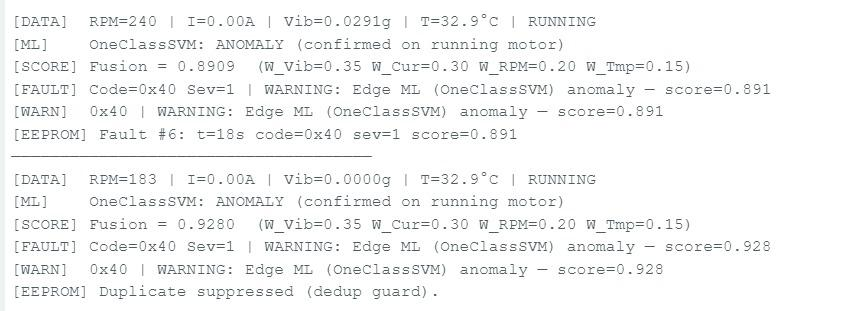 [DATA]  RPM=240 | I=0.00A | Vib=0.0291g | T=32.9°C | RUNNING
[ML]    OneClassSVM: ANOMALY (confirmed on running motor)
[SCORE] Fusion = 0.8909  (W_Vib=0.35 W_Cur=0.30 W_RPM=0.20 W_Tmp=0.15)
[FAULT] Code=0x40 Sev=1 | WARNING: Edge ML (OneClassSVM) anomaly — score=0.891
[WARN]  0x40 | WARNING: Edge ML (OneClassSVM) anomaly — score=0.891
[EEPROM] Fault #6: t=18s code=0x40 sev=1 score=0.891
[DATA]  RPM=183 | I=0.00A | Vib=0.0000g | T=32.9°C | RUNNING
[ML]    OneClassSVM: ANOMALY (confirmed on running motor)
[SCORE] Fusion = 0.9280  (W_Vib=0.35 W_Cur=0.30 W_RPM=0.20 W_Tmp=0.15)
[FAULT] Code=0x40 Sev=1 | WARNING: Edge ML (OneClassSVM) anomaly — score=0.928
[WARN]  0x40 | WARNING: Edge ML (OneClassSVM) anomaly — score=0.928
[EEPROM] Duplicate suppressed (dedup guard).